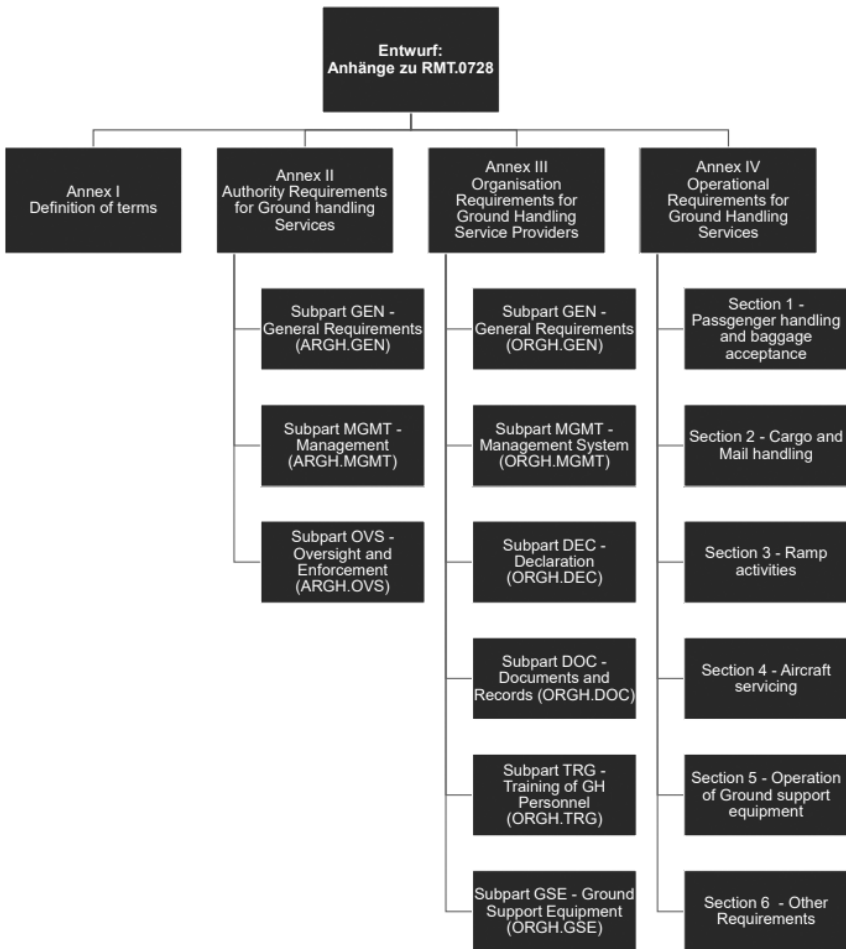 Entwurf:
Anhänge zu RMT.0728
Annex I
Definition of terms
Annex II
Authority Requirements
for Ground handling
Services
Annex III
Organisation
Requirements for
Ground Handling
Service Providers
Annex IV
Operational
Requirements for
Ground Handling
Services
Subpart GEN -
General Requirements
(ARGH.GEN)
Subpart MGMT -
Management
(ARGH.MGMT)
Subpart OVS -
Oversight and
Enforcement
(ARGH.OVS)
Subpart GEN -
General Requirements
(ORGH.GEN)
Subpart MGMT -
Management System
(ORGH.MGMT)
Subpart DEC -
Declaration
(ORGH.DEC)
Subpart DOC -
Documents and
Records (ORGH.DOC)
Subpart TRG -
Training of GH
Personnel
(ORGH.TRG)
Subpart GSE - Ground
Support Equipment
(ORGH.GSE)
Section 1 -
Passgenger handling
and baggage
acceptance
Section 2 - Cargo and
Mail handling
Section 3 - Ramp
activities
Section 4 - Aircraft
servicing
Section 5 - Operation
of Ground support
equipment
Section 6 - Other
Requirements